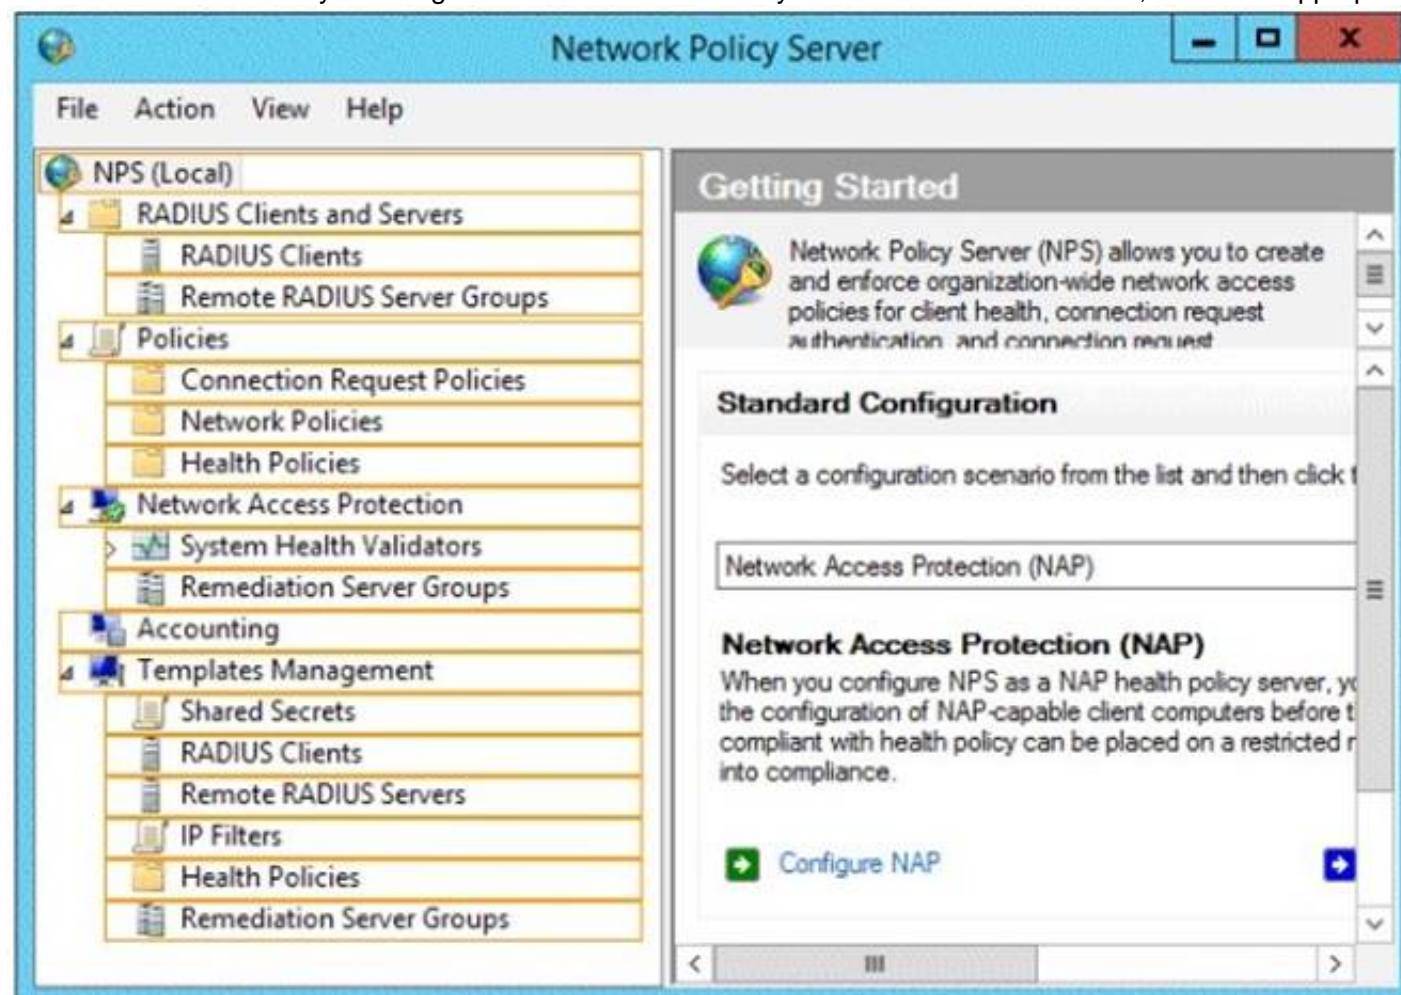 Network Policy Server
File Action View Help
NPS (Local)
RADIUS Clients and Servers
RADIUS Clients
Remote RADIUS Server Groups
Policies
Connection Request Policies
Network Policies
Health Policies
Network Access Protection
System Health Validators
Remediation Server Groups
Accounting
Templates Management
Shared Secrets
RADIUS Clients
Remote RADIUS Servers
IP Filters
Health Policies
Remediation Server Groups
Getting Started
Network Policy Server (NPS) allows you to create
and enforce organization-wide network access
policies for client health, connection request
authentication, and connection request
Standard Configuration
Select a configuration scenario from the list and then click
Network Access Protection (NAP)
Network Access Protection (NAP)
When you configure NPS as a NAP health policy server,
the configuration of NAP-capable client computers before
compliant with health policy can be placed on a restricted
into compliance.
Configure NAP